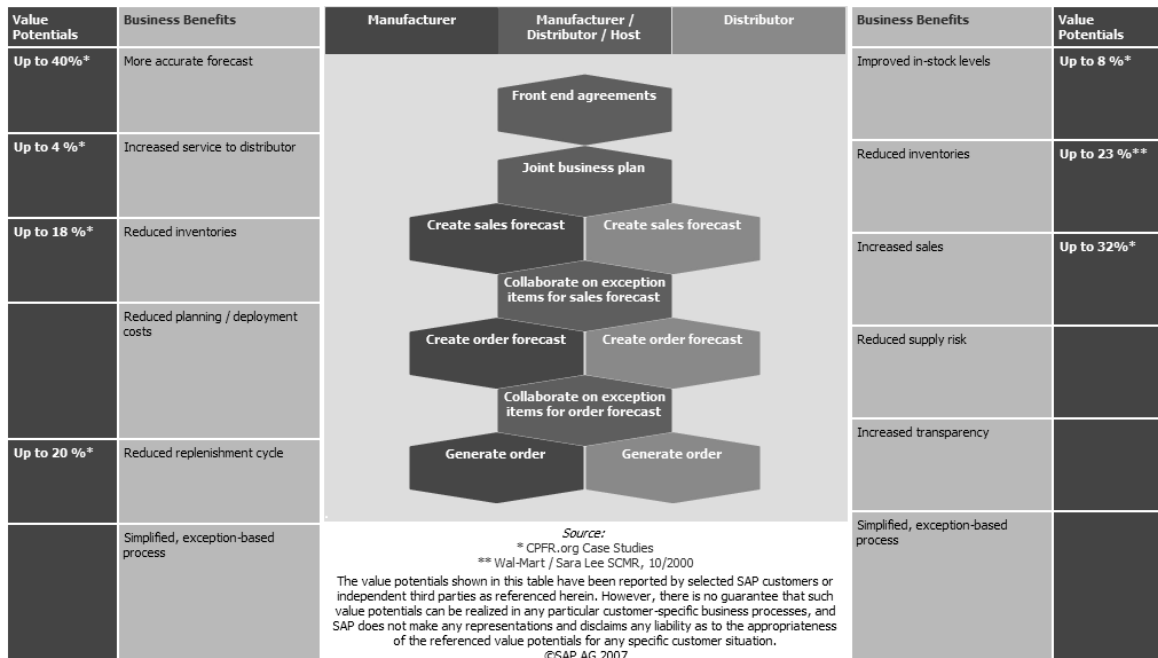 Value
Potentials
Business Benefits
Up to 40%*
More accurate forecast
Up to 4 %*
Increased service to distributor
Up to 18 %*
Reduced inventories
Reduced planning / deployment
costs
Up to 20 %*
Reduced replenishment cycle
Simplified, exception-based
process
Manufacturer
Manufacturer /
Distributor / Host
Distributor
Front end agreements
Joint business plan
Create sales forecast
Create sales forecast
Collaborate on exception
items for sales forecast
Create order forecast
Create order forecast
Collaborate on exception
items for order forecast
Generate order
Generate order
Source:
* CPFR.org Case Studies
** Wal-Mart / Sara Lee SCMR, 10/2000
The value potentials shown in this table have been reported by selected SAP customers or
independent third parties as referenced herein. However, there is no guarantee that such
value potentials can be realized in any particular customer-specific business processes, and
SAP does not make any representations and disclaims any liability as to the appropriateness
of the referenced value potentials for any specific customer situation.
©SAP AG 2007
Business Benefits
Value
Potentials
Improved in-stock levels
Up to 8 %*
Reduced inventories
Up to 23 %**
Increased sales
Up to 32%*
Reduced supply risk
Increased transparency
Simplified, exception-based
process